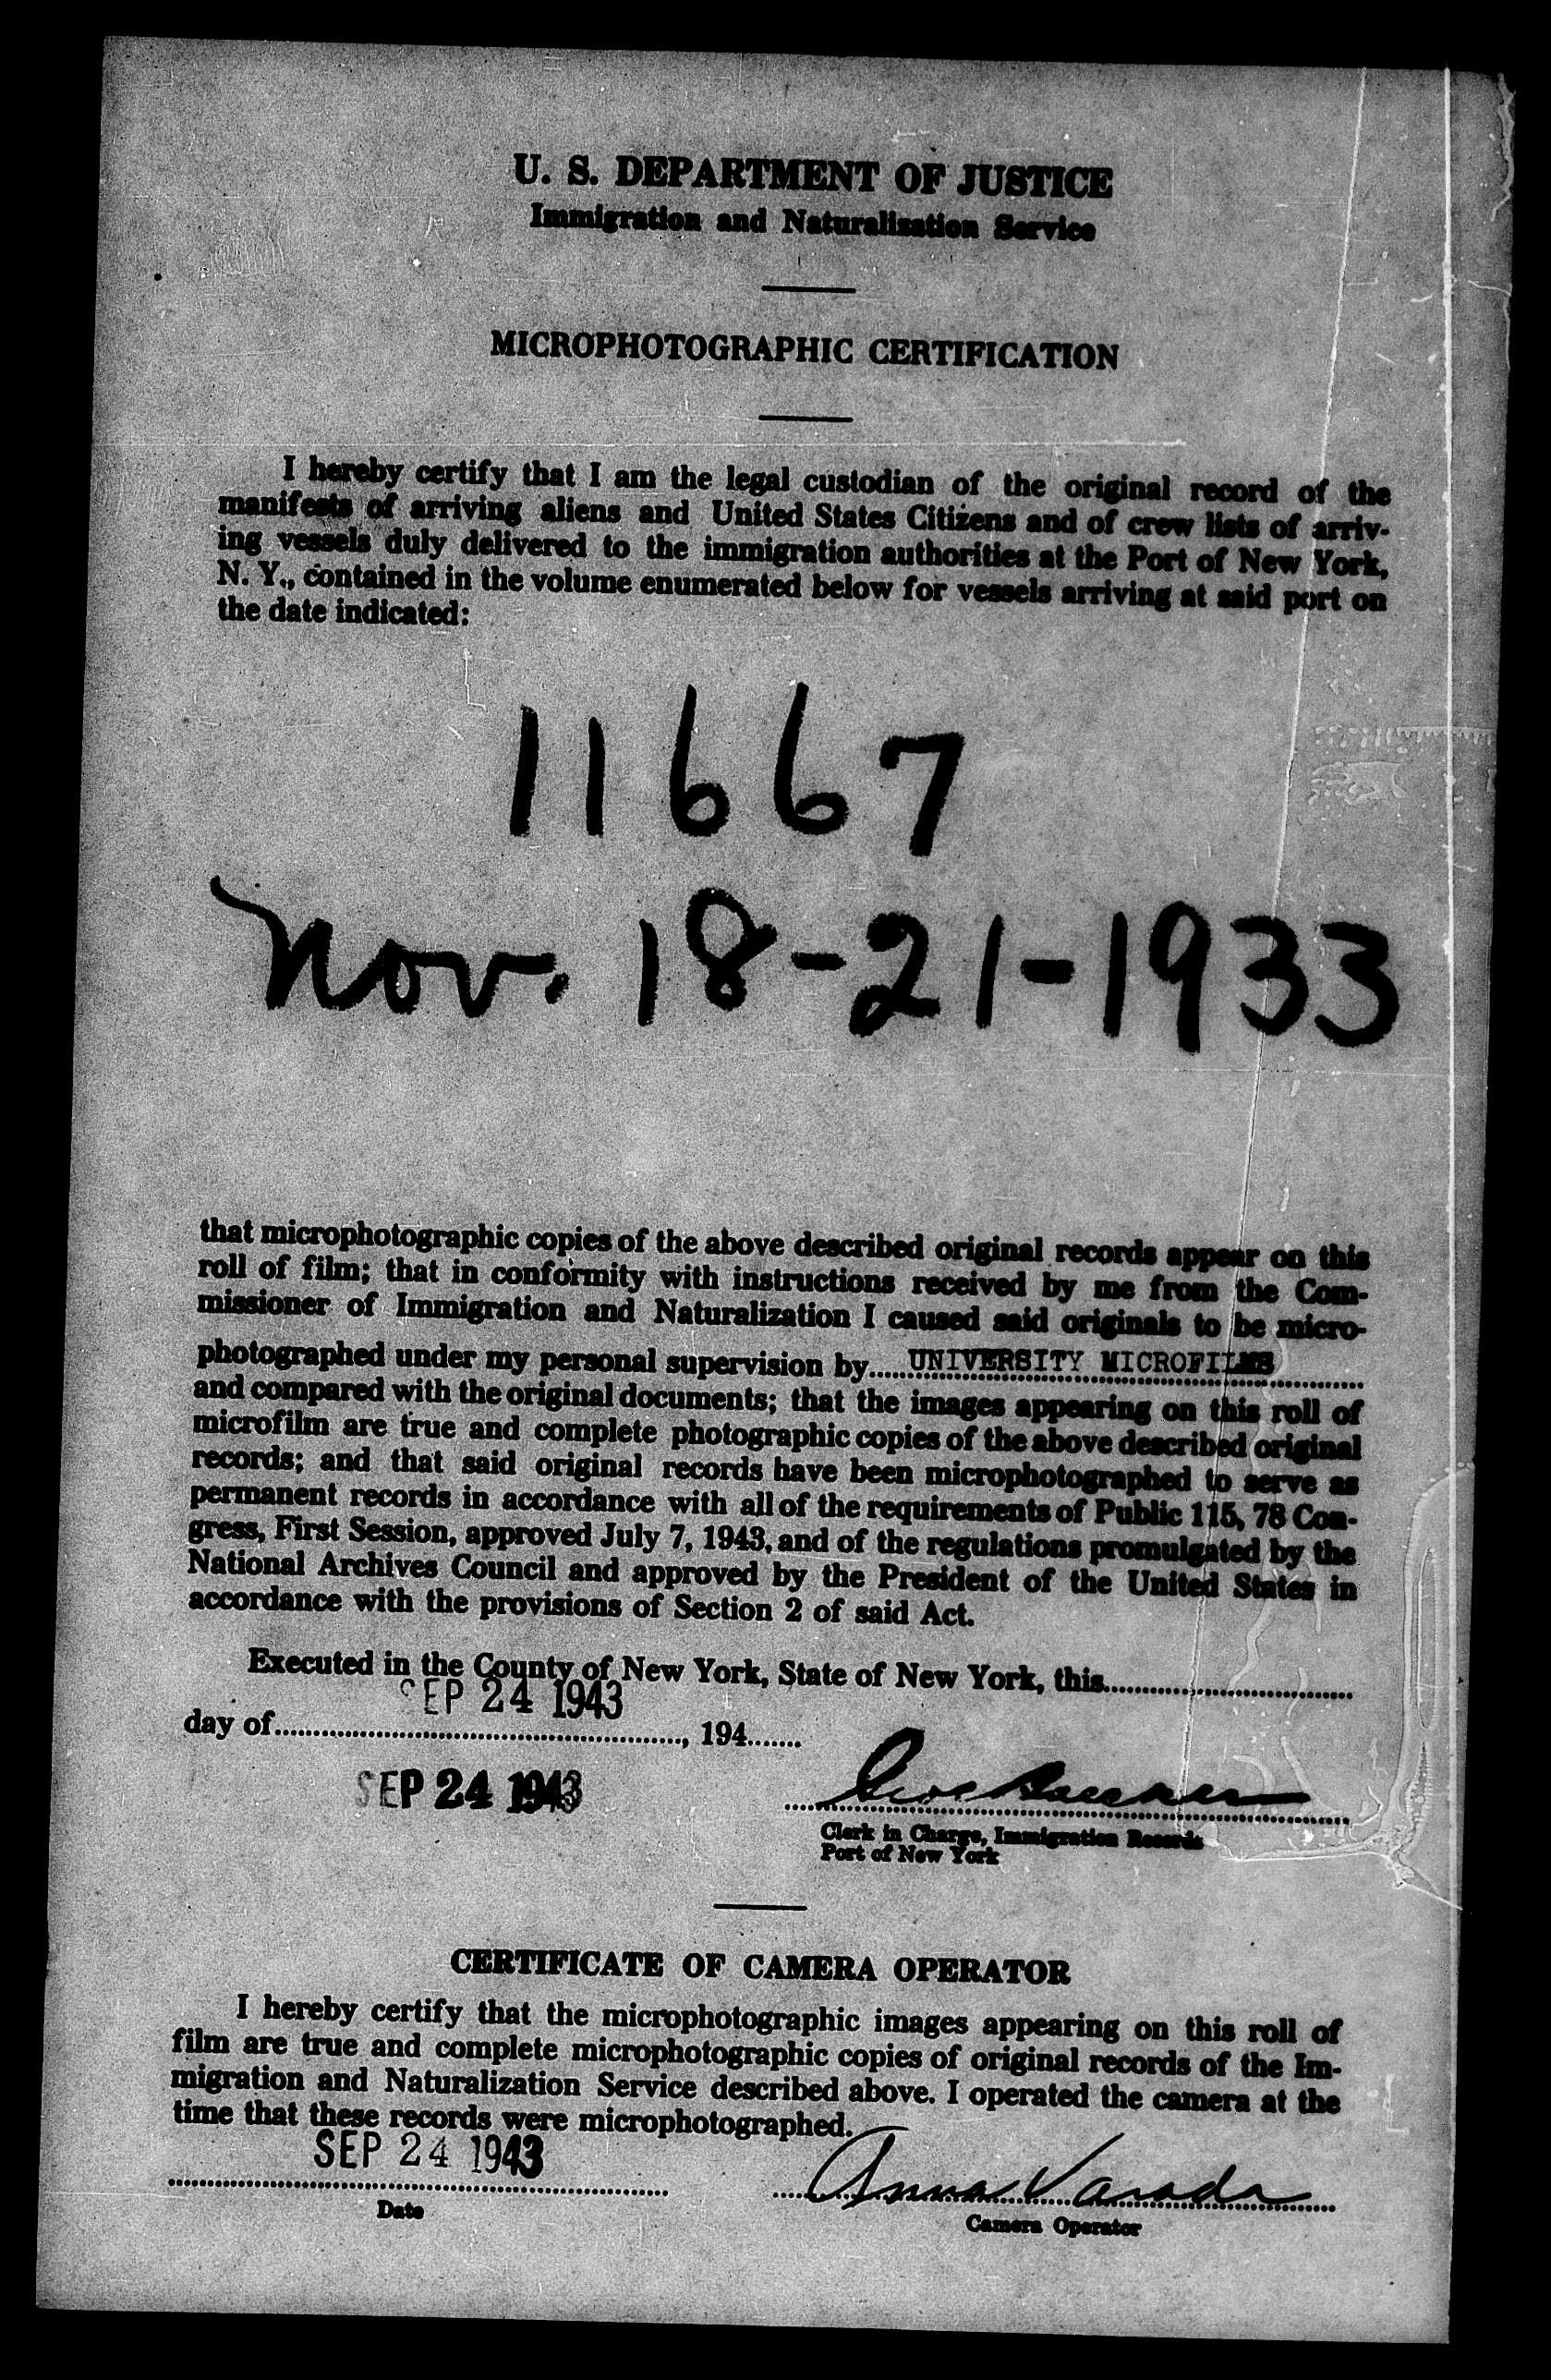 U. S. DEPARTMENT OF JUSTICE
Immigration and Naturalization Service
MICROPHOTOGRAPHIC CERTIFICATION
I hereby certify that I am the legal custodian of the original record of the
manifests of arriving aliens and United States Citizens and of crew lists of arriv-
ing vessels duly delivered to the immigration authorities at the Port of New York,
N. Y., contained in the volume enumerated below for vessels arriving at said port on
the date indicated:
11667
Nov. 18-21-1933
that microphotographic copies of the above described original records appear on this
roll of film; that in conformity with instructions received by me from the Com-
missioner of Immigration and Naturalization I caused said originals to be micro-
photographed under my personal supervision by UNIVERSITY MICROFILMS
and compared with the original documents; that the images appearing on this roll of
microfilm are true and complete photographic copies of the above described original
records; and that said original records have been microphotographed to serve as
permanent records in accordance with all of the requirements of Public 115, 78 Con-
gress, First Session, approved July 7, 1943, and of the regulations promulgated by the
National Archives Council and approved by the President of the United States in
accordance with the provisions of Section 2 of said Act.
Executed in the County of New York, State of New York, this
SEP 24 1943
day of, 194
SEP 24 1943
Clerk in Charge, Immigration Records
Port of New York
CERTIFICATE OF CAMERA OPERATOR
I hereby certify that the microphotographic images appearing on this roll of
film are true and complete microphotographic copies of original records of the Im-
migration and Naturalization Service described above. I operated the camera at the
time that these records were microphotographed.
SEP 24 1943
Anna Varada
Date
Camera Operator